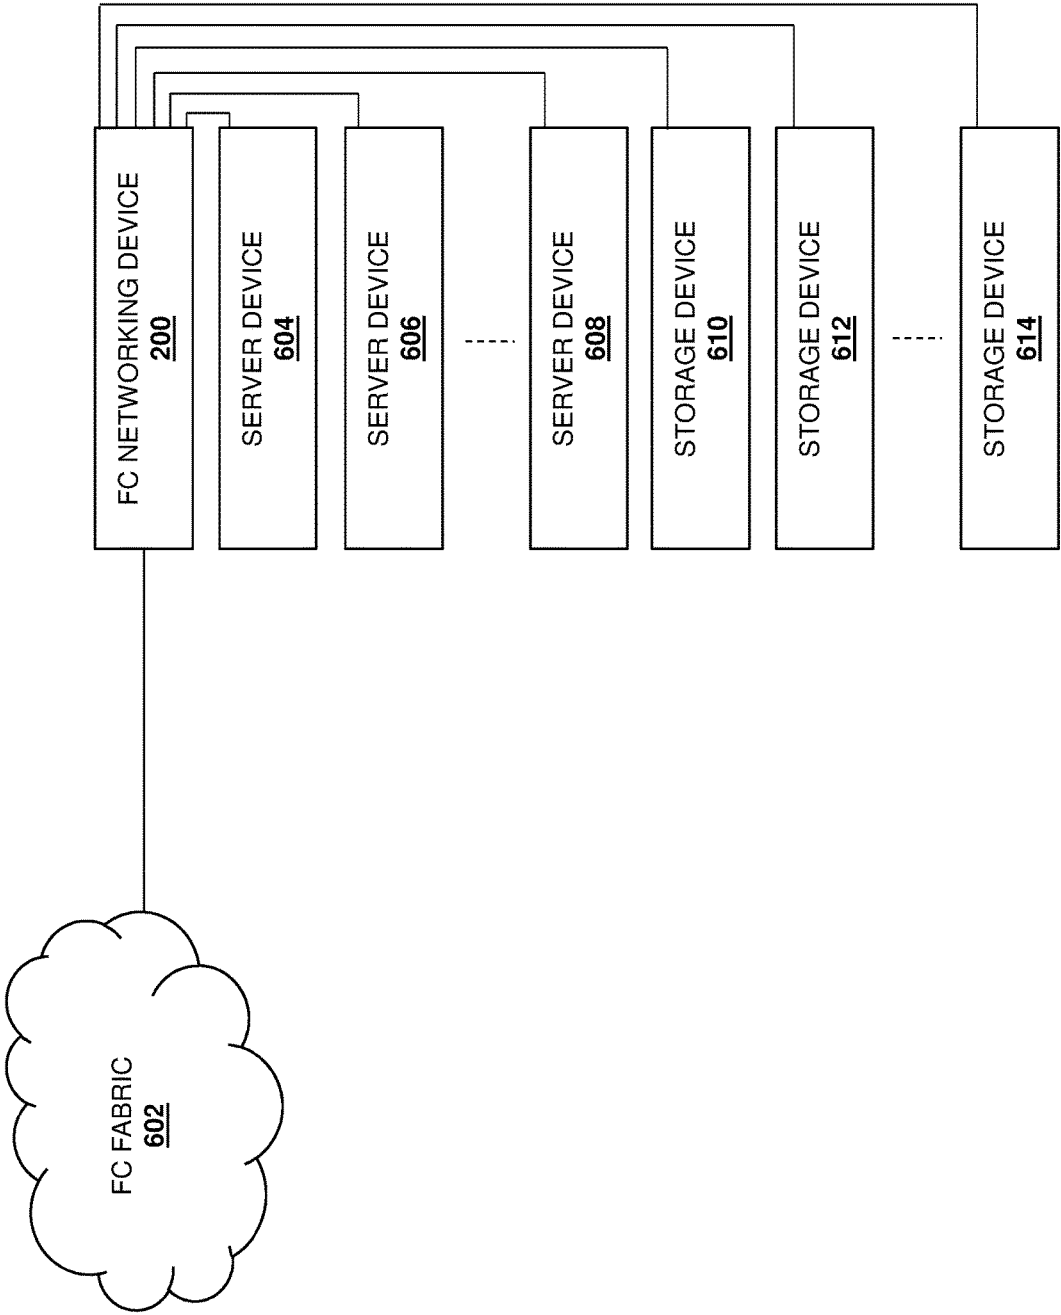 FC NETWORKING DEVICE
200
SERVER DEVICE
604
SERVER DEVICE
606
SERVER DEVICE
608
STORAGE DEVICE
610
STORAGE DEVICE
612
STORAGE DEVICE
614
FC FABRIC
602